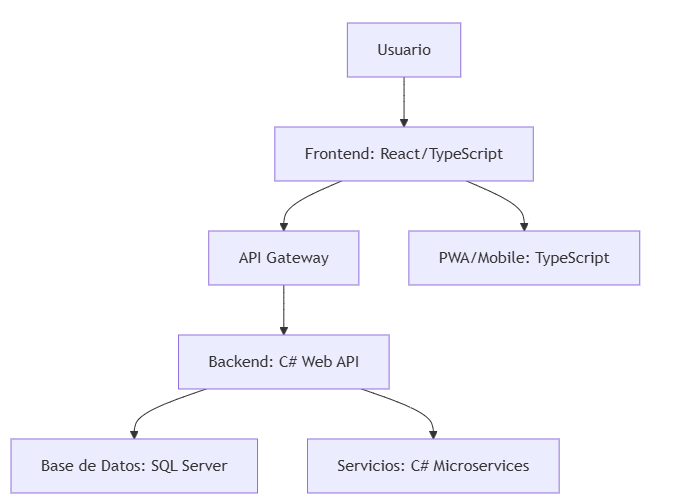 Usuario
Frontend: React/TypeScript
API Gateway
PWA/Mobile: TypeScript
Backend: C# Web API
Base de Datos: SQL Server
Servicios: C# Microservices